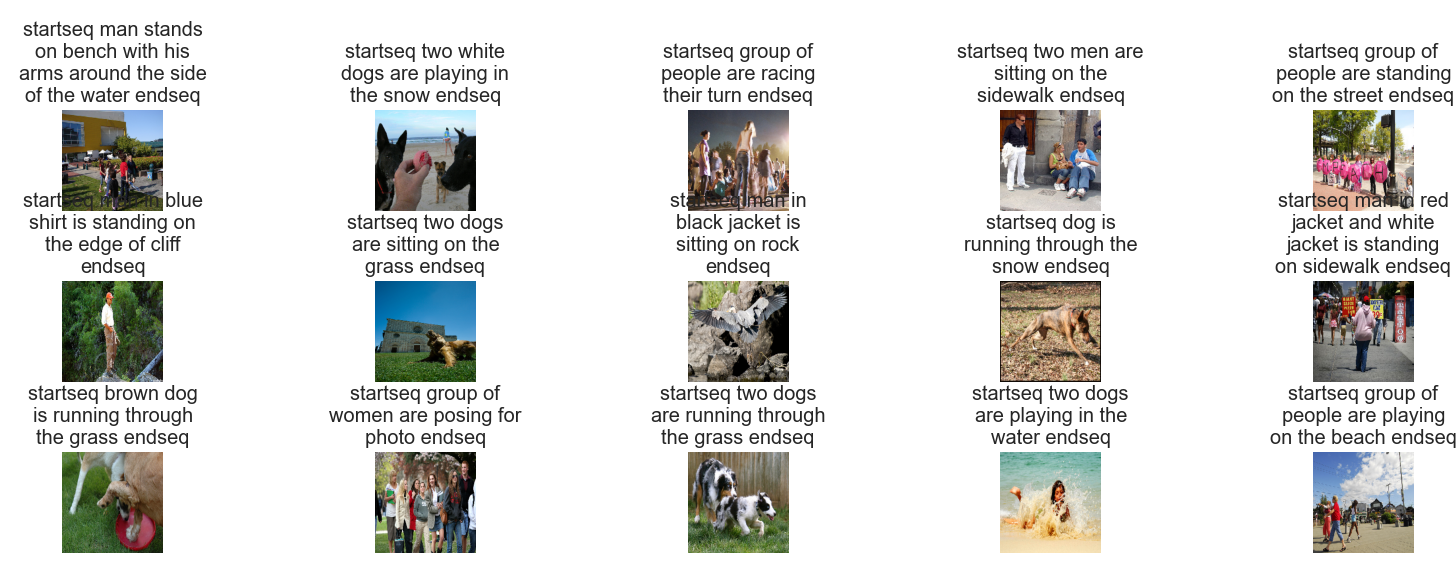 startseq man stands
on bench with his
arms around the side
of the water endseq
startseq two white
dogs are playing in
the snow endseq
startseq group of
people are racing
their turn endseq
startseq two men are
sitting on the
sidewalk endseq
startseq group of
people are standing
on the street endseq
startseq man in blue
shirt is standing on
the edge of cliff
endseq
startseq two dogs
are sitting on the
grass endseq
startseq man in
black jacket is
sitting on rock
endseq
startseq dog is
running through the
snow endseq
startseq man in red
jacket and white
jacket is standing
on sidewalk endseq
startseq brown dog
is running through
the grass endseq
startseq group of
women are posing for
photo endseq
startseq two dogs
are running through
the grass endseq
startseq two dogs
are playing in the
water endseq
startseq group of
people are playing
on the beach endseq